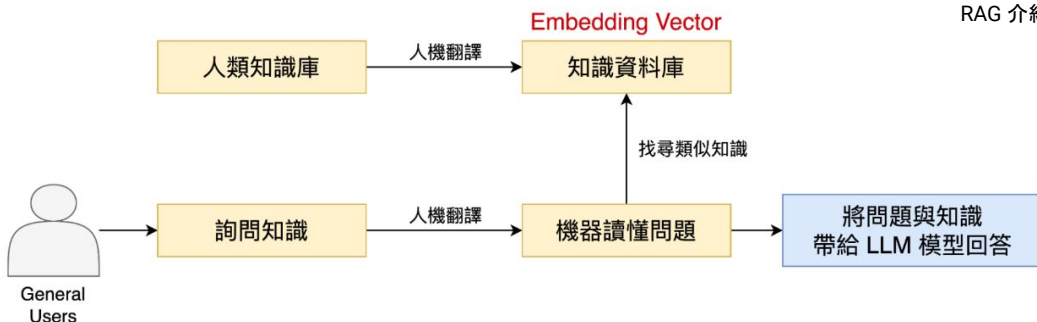 RAG 介紹
Embedding Vector
人類知識庫
人機翻譯
知識資料庫
找尋類似知識
詢問知識
人機翻譯
機器讀懂問題
將問題與知識
帶給 LLM 模型回答
General
Users